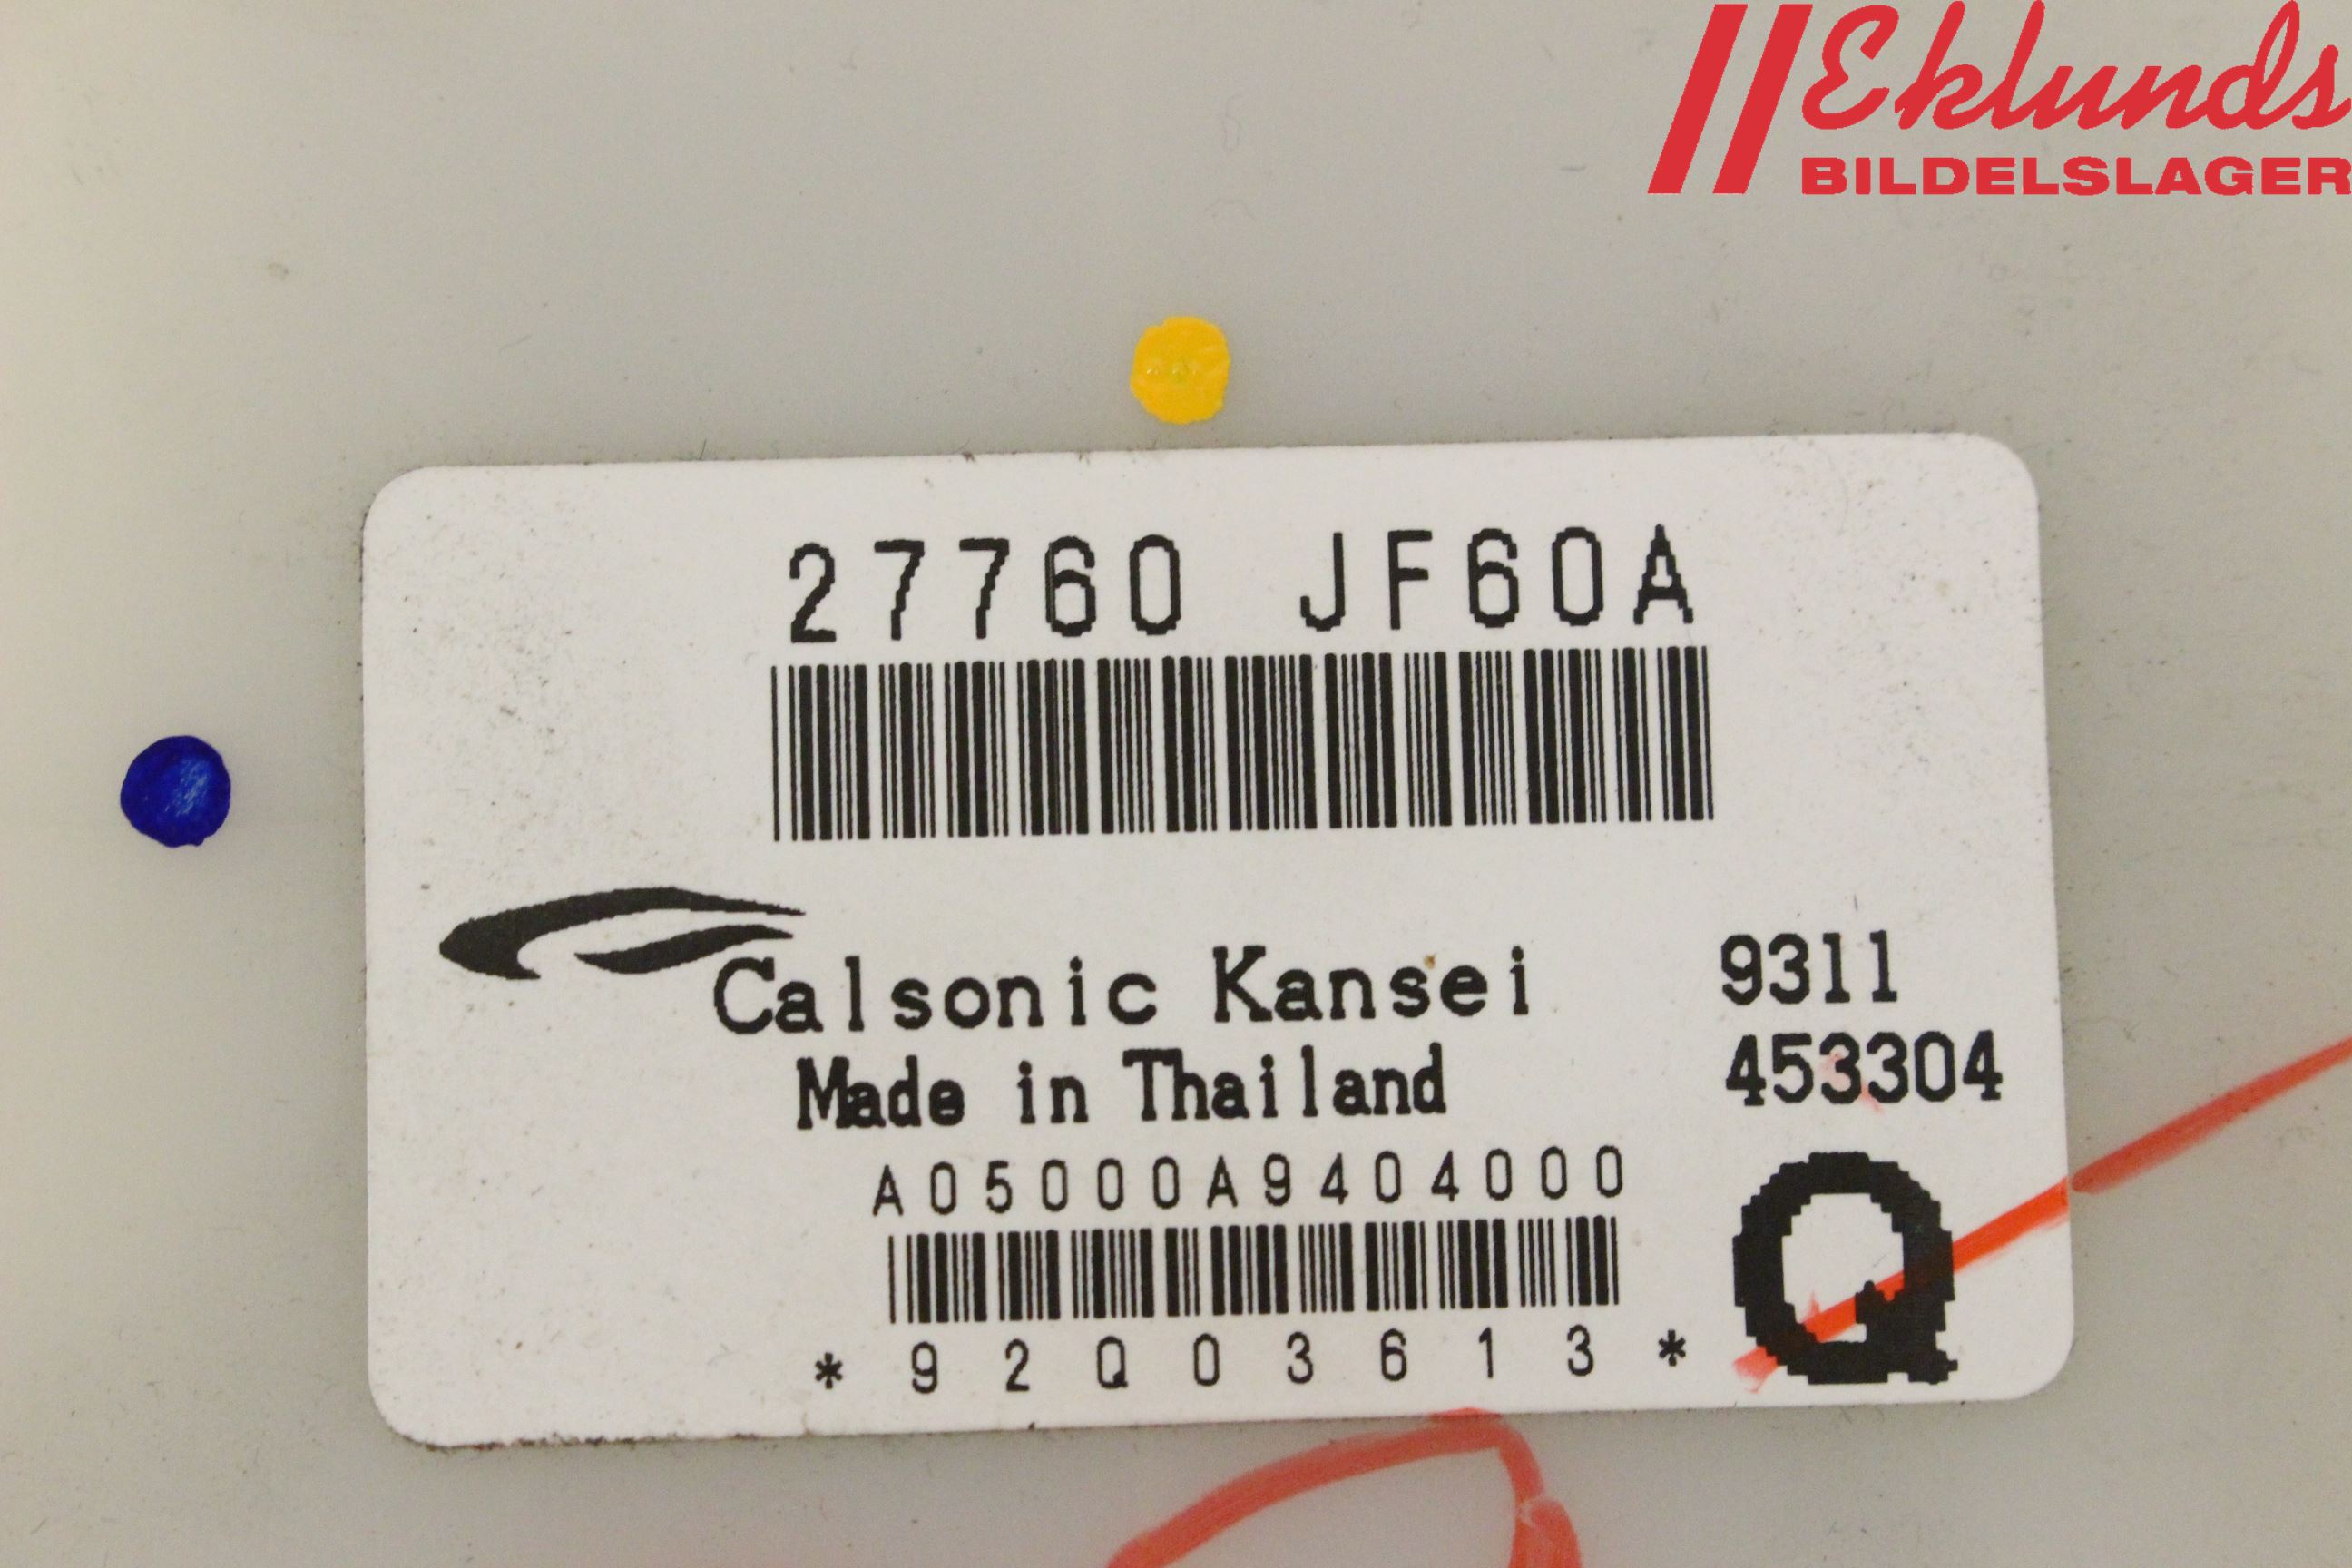 Eklunds
BILDELSLAGER
27760 JF60A
Calsonic Kansei
9311
Made in Thailand
453304
A05000A9404000
Q
*92Q03613*